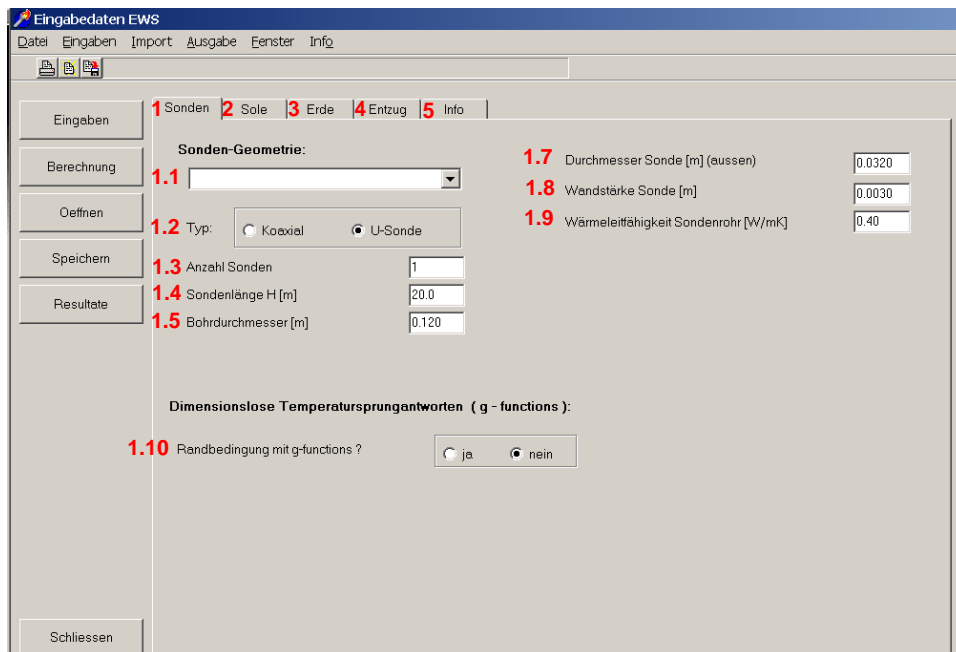 Eingabedaten EWS
Datei Eingaben Import Ausgabe Fenster Info
Eingaben
Berechnung
Oeffnen
Speichern
Resultate
Schliessen
1 Sonden 2 Sole 3 Erde 4 Entzug 5 Info
Sonden-Geometrie:
1.1
1.2 Typ: Koaxial U-Sonde
1.3 Anzahl Sonden 1
1.4 Sondenlänge H [m] 20.0
1.5 Bohrdurchmesser [m] 0.120
1.7 Durchmesser Sonde [m] (aussen) 0.0320
1.8 Wandstärke Sonde [m] 0.0030
1.9 Wärmeleitfähigkeit Sondenrohr [W/mK] 0.40
Dimensionslose Temperatursprungantworten ( g - functions ):
1.10 Randbedingung mit g-functions ? ja nein